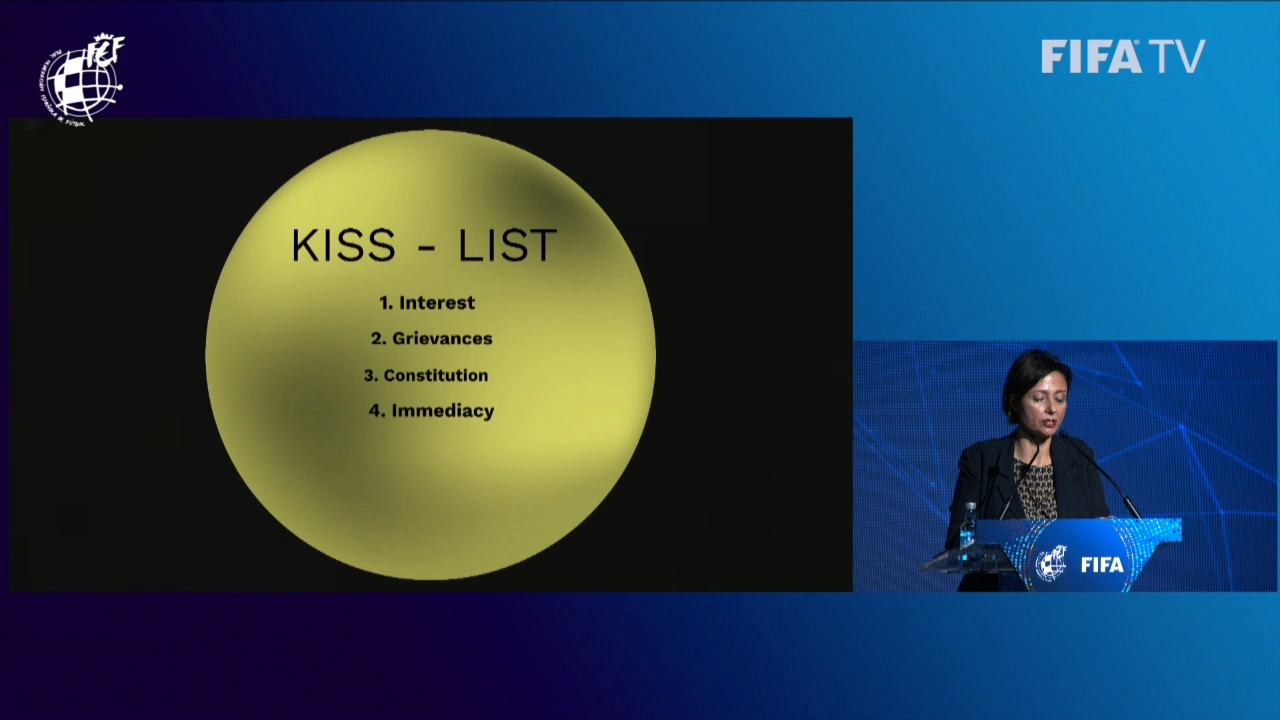 FIFA TV
KISS - LIST
1. Interest
2. Grievances
3. Constitution
4. Immediacy
FIFA